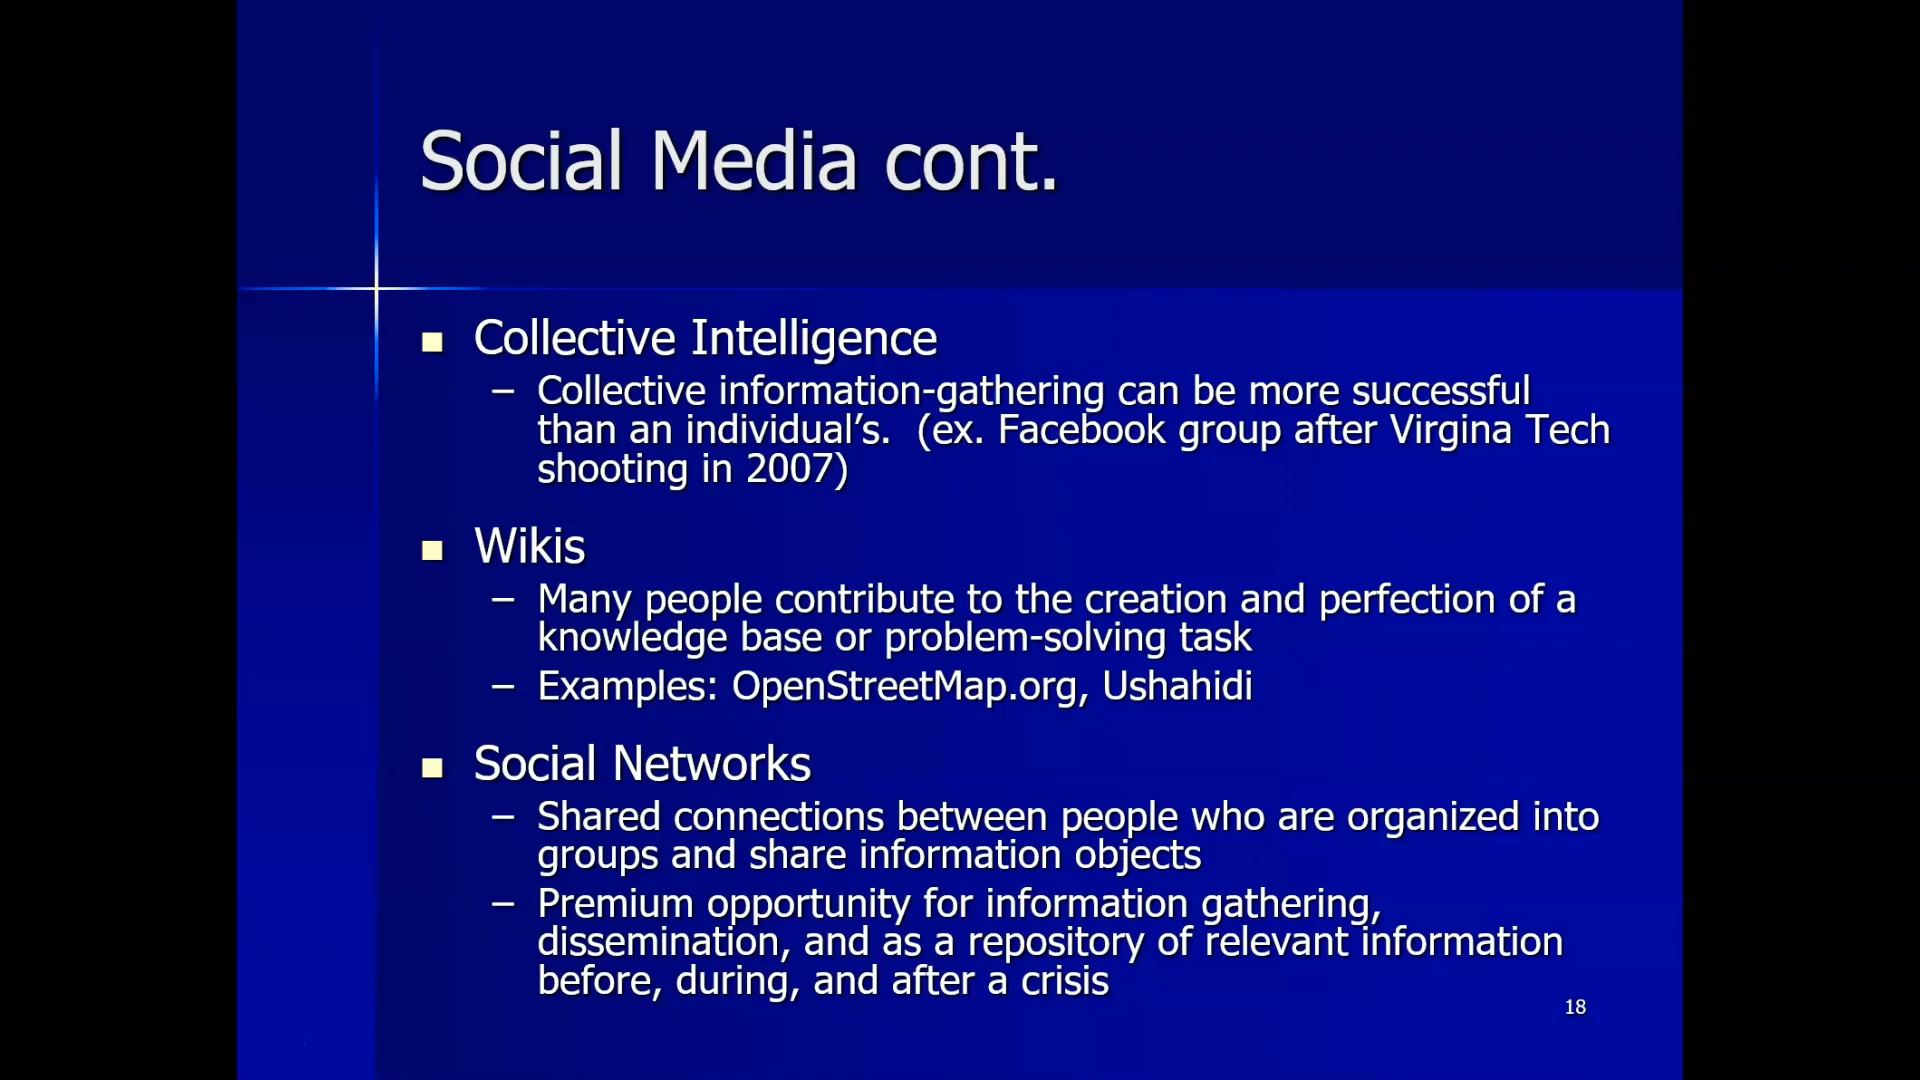 Social Media cont.
■ Collective Intelligence
– Collective information-gathering can be more successful
than an individual’s.  (ex. Facebook group after Virgina Tech
shooting in 2007)
■ Wikis
– Many people contribute to the creation and perfection of a
knowledge base or problem-solving task
– Examples: OpenStreetMap.org, Ushahidi
■ Social Networks
– Shared connections between people who are organized into
groups and share information objects
– Premium opportunity for information gathering,
dissemination, and as a repository of relevant information
before, during, and after a crisis
18